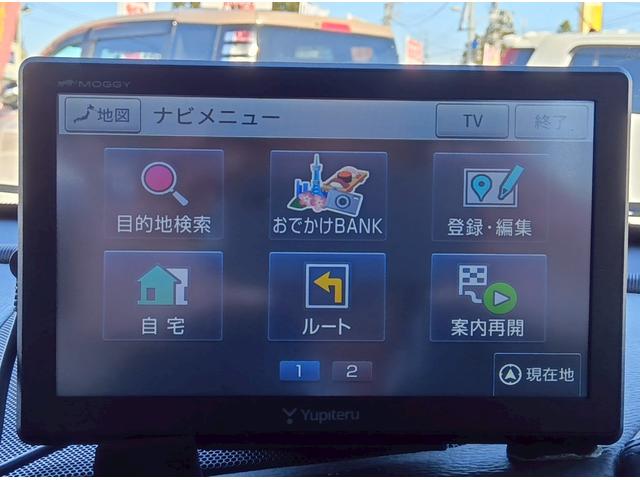 MOGGY
地図 ナビメニュー TV 終了
目的地検索 おでかけBANK 登録・編集
自宅 ルート 案内再開
1 2
現在地
Yupiteru